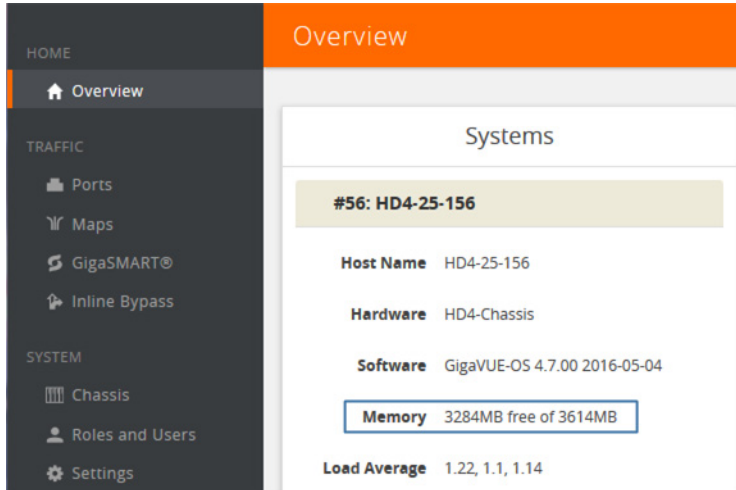 HOME
Overview
TRAFFIC
Ports
Maps
GigaSMART®
Inline Bypass
SYSTEM
Chassis
Roles and Users
Settings
Overview
Systems
#56: HD4-25-156
Host Name HD4-25-156
Hardware HD4-Chassis
Software GigaVUE-OS 4.7.00 2016-05-04
Memory 3284MB free of 3614MB
Load Average 1.22, 1.1, 1.14